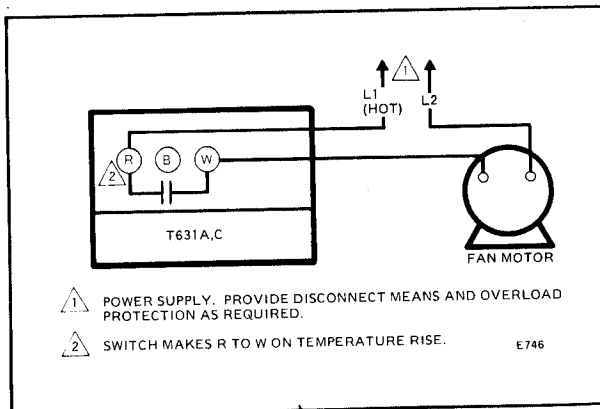 1
L1
(HOT)
L2
R
B
W
2
T631A,C
FAN MOTOR
1 POWER SUPPLY. PROVIDE DISCONNECT MEANS AND OVERLOAD
PROTECTION AS REQUIRED.
2 SWITCH MAKES R TO W ON TEMPERATURE RISE.
E746